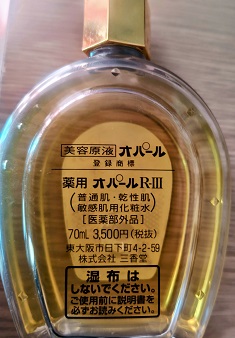 美容原液 オパール
登録商標
薬用 オパールR-III
(普通肌・乾性肌
敏感肌用化粧水)
[医薬部外品]
70mL 3,500円(税抜)
東大阪市日下町4-2-59
株式会社 三香堂
湿布は
しないでください。
ご使用前に説明書を
必ずお読みください。